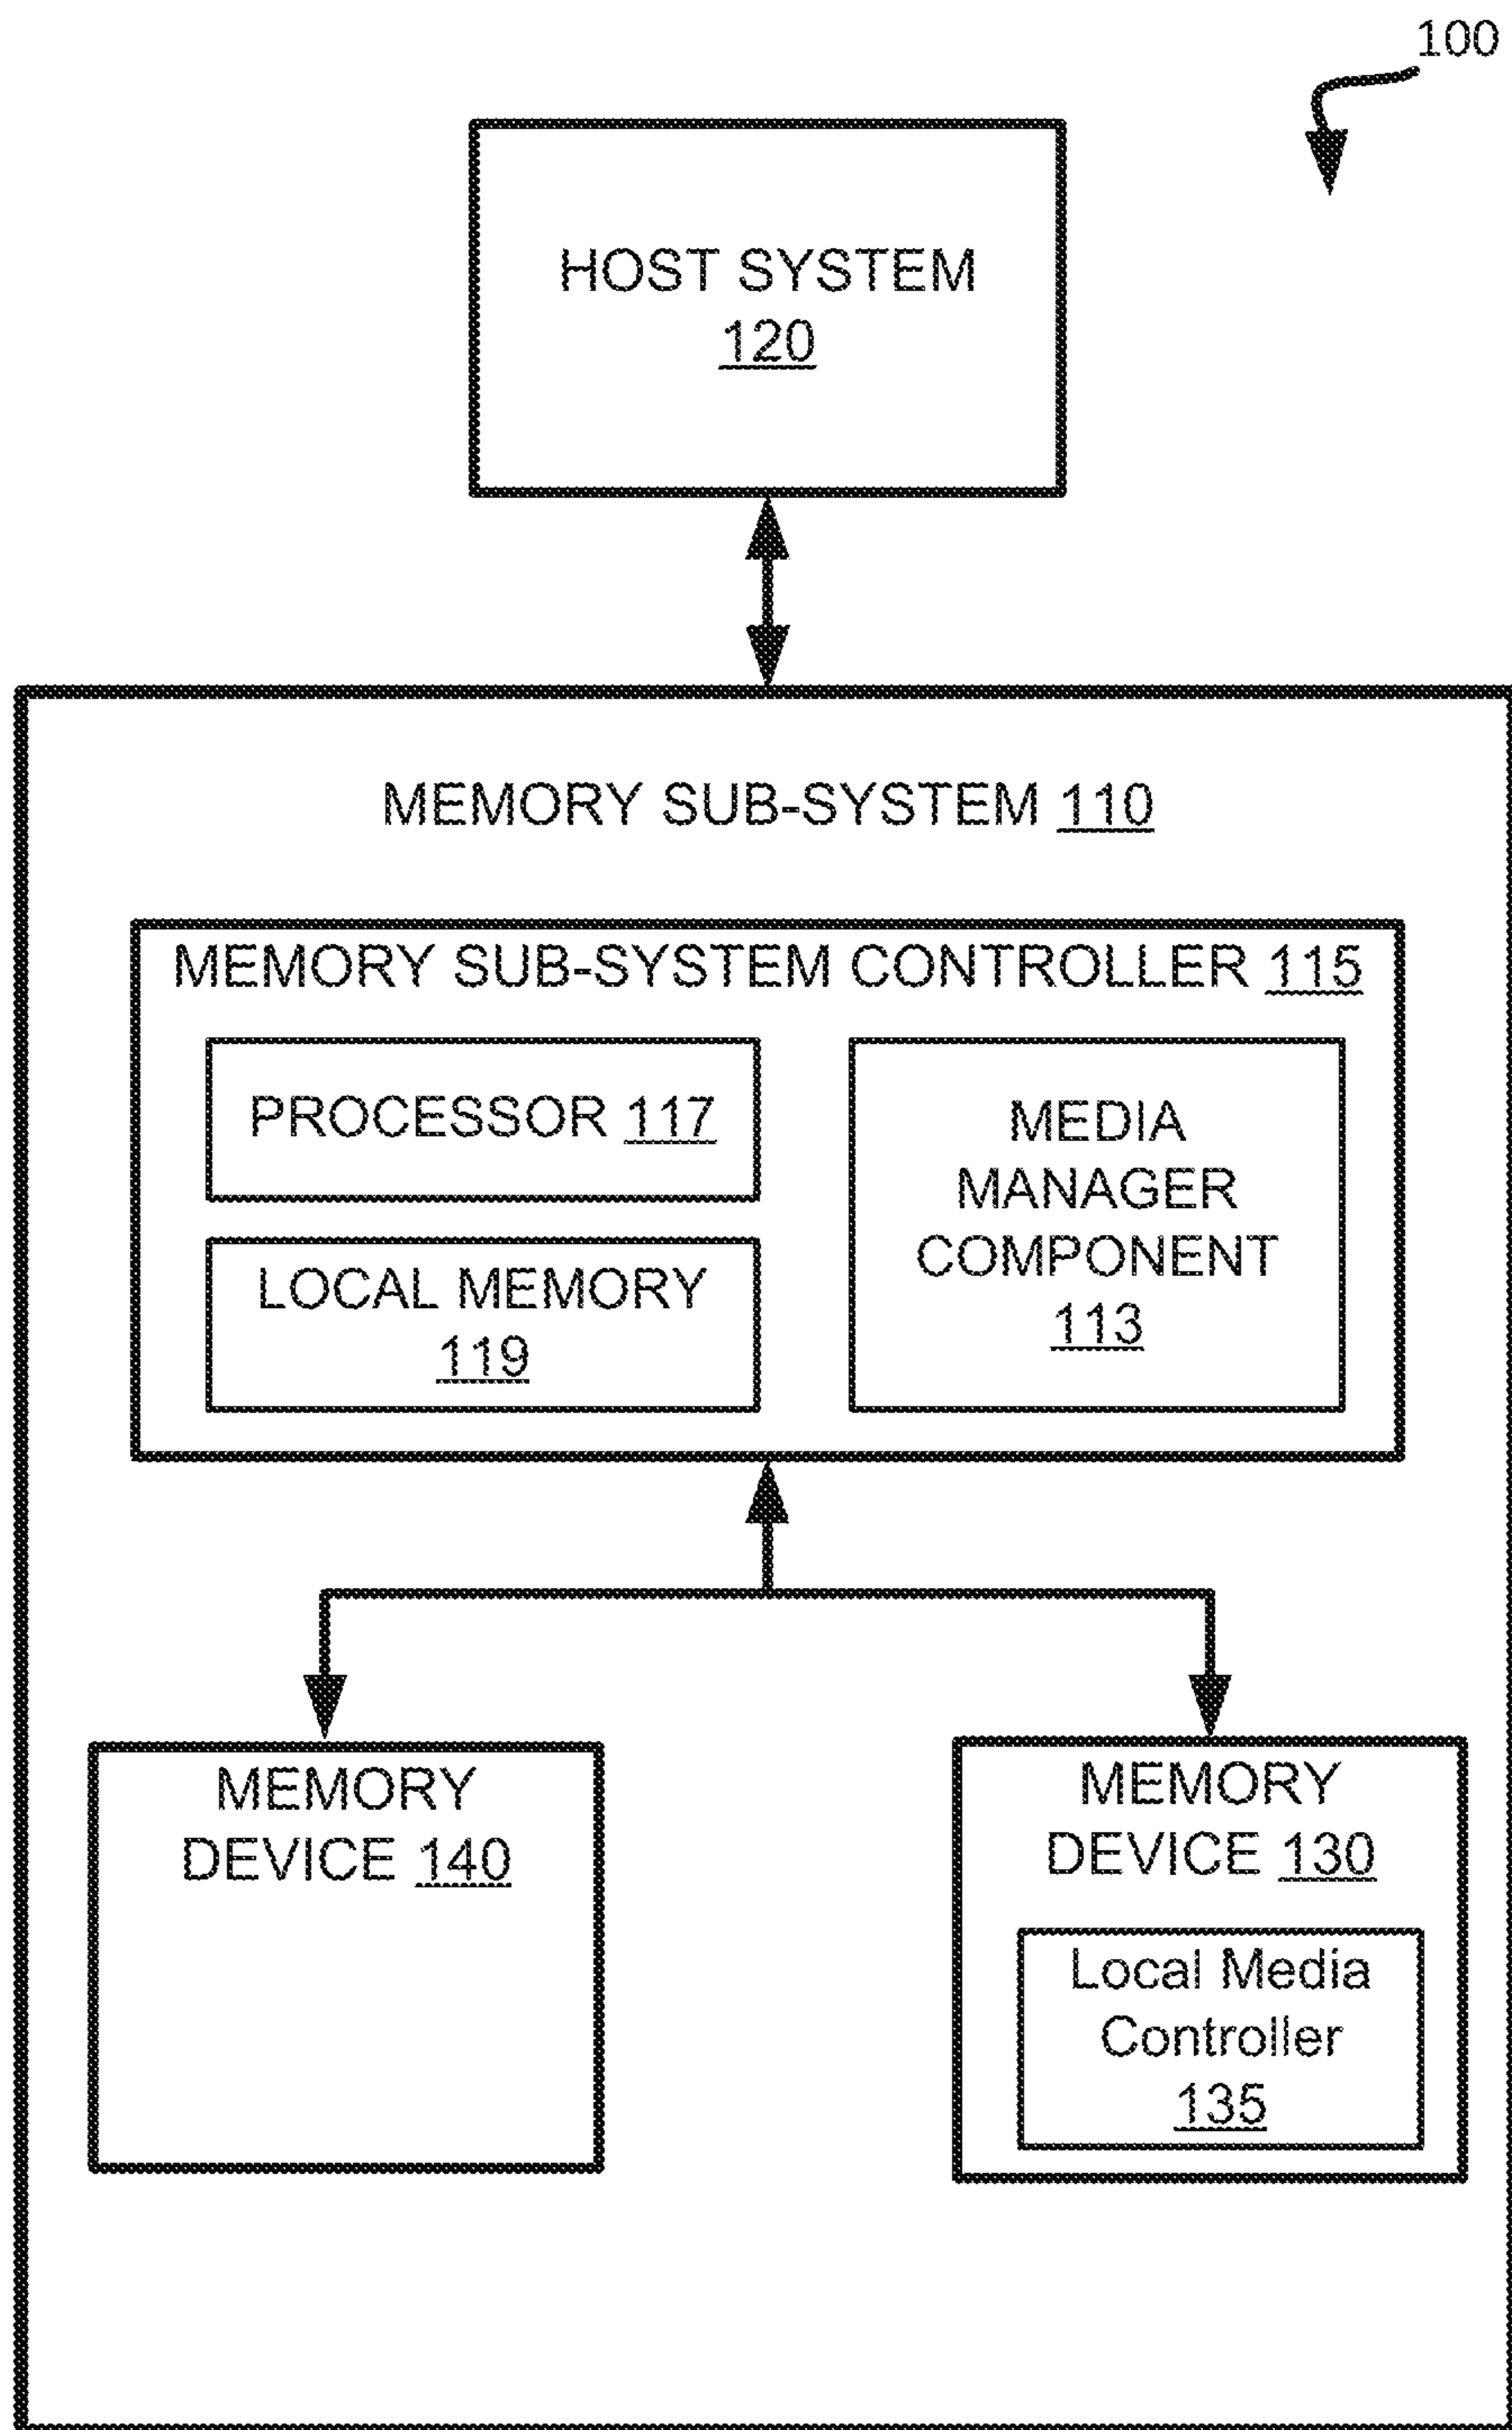 100
HOST SYSTEM
120
MEMORY SUB-SYSTEM 110
MEMORY SUB-SYSTEM CONTROLLER 115
PROCESSOR 117
LOCAL MEMORY
119
MEDIA
MANAGER
COMPONENT
113
MEMORY
DEVICE 140
MEMORY
DEVICE 130
Local Media
Controller
135